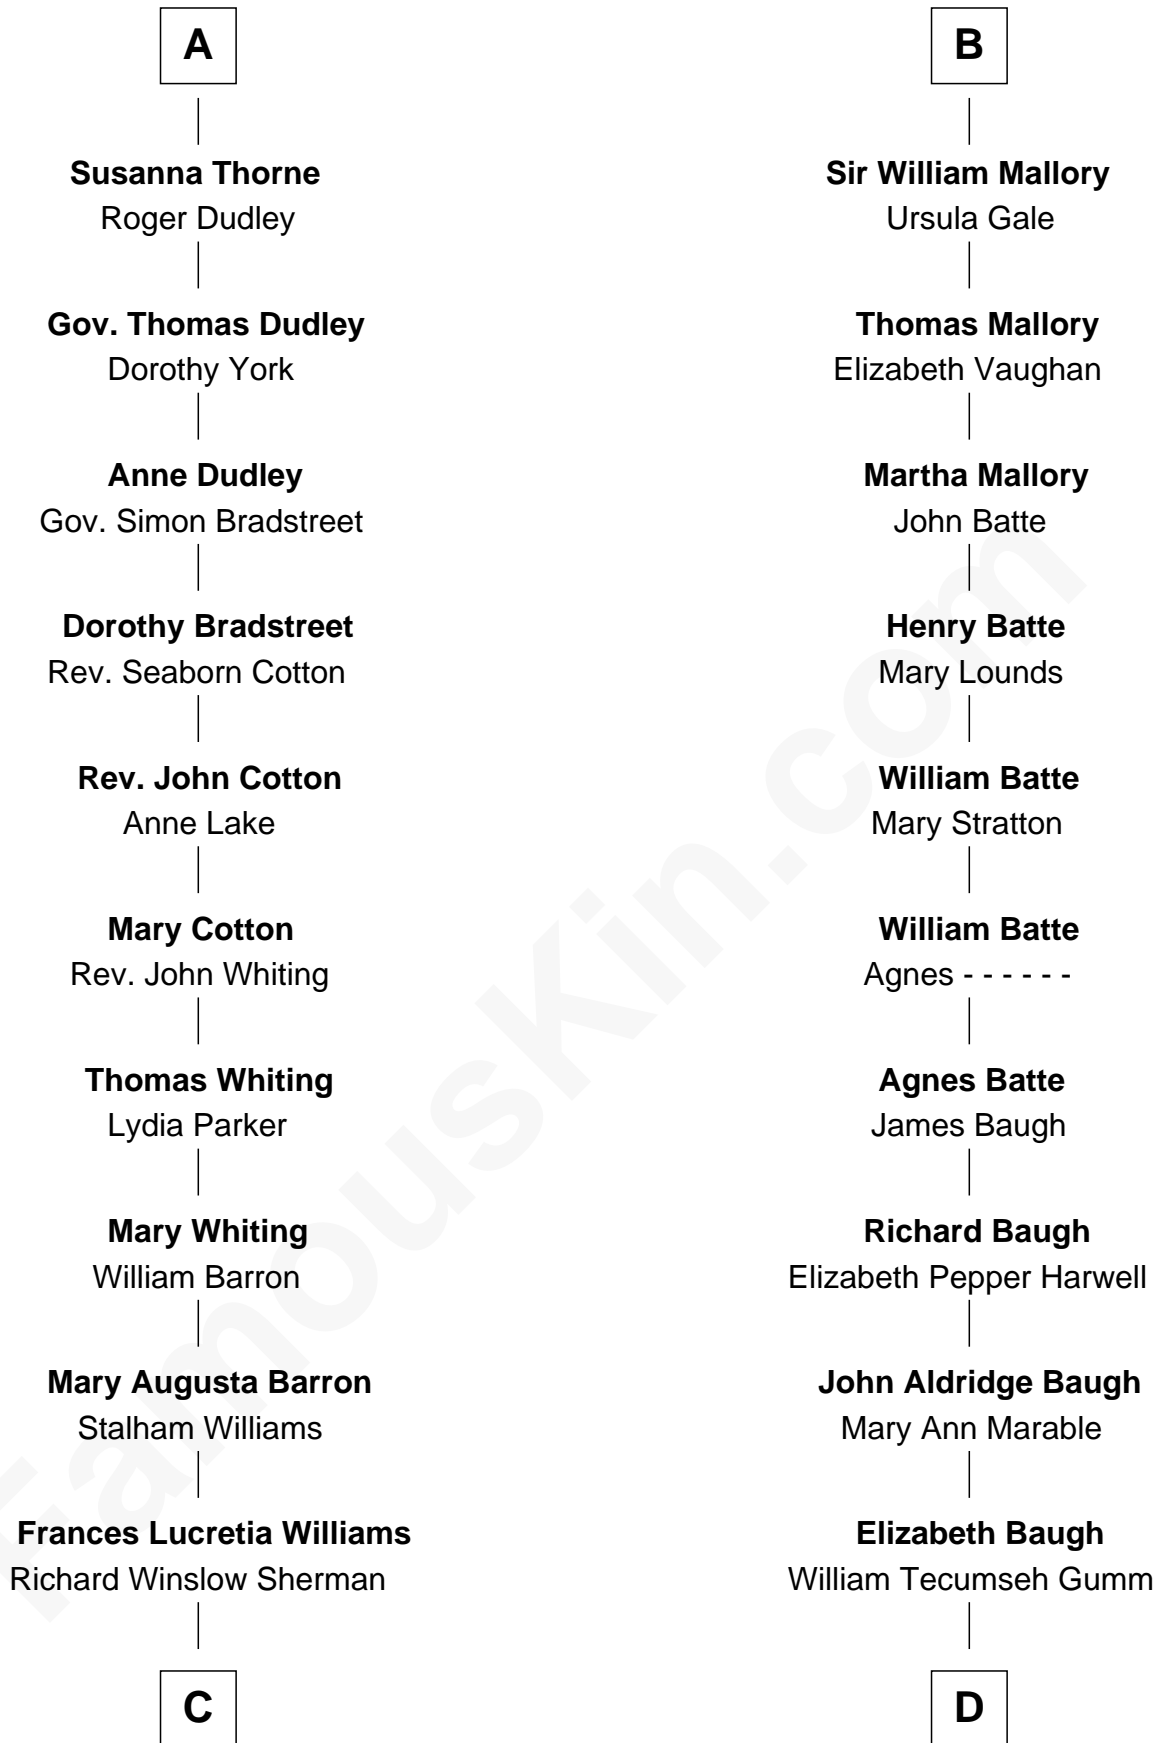 A
Susanna Thorne
Roger Dudley
Gov. Thomas Dudley
Dorothy York
Anne Dudley
Gov. Simon Bradstreet
Dorothy Bradstreet
Rev. Seaborn Cotton
Rev. John Cotton
Anne Lake
Mary Cotton
Rev. John Whiting
Thomas Whiting
Lydia Parker
Mary Whiting
William Barron
Mary Augusta Barron
Stalham Williams
Frances Lucretia Williams
Richard Winslow Sherman
C
B
Sir William Mallory
Ursula Gale
Thomas Mallory
Elizabeth Vaughan
Martha Mallory
John Batte
Henry Batte
Mary Lounds
William Batte
Mary Stratton
William Batte
Agnes - - - - - -
Agnes Batte
James Baugh
Richard Baugh
Elizabeth Pepper Harwell
John Aldridge Baugh
Mary Ann Marable
Elizabeth Baugh
William Tecumseh Gumm
D
FamousKin.com